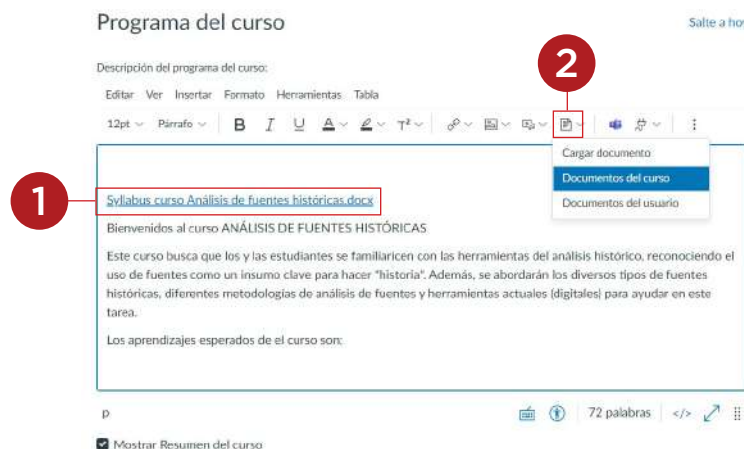 Programa del curso
Salte a hoy
Descripción del programa del curso:
2
Editar Ver Insertar Formato Herramientas Tabla
12pt Párrafo B I U A T²
Cargar documento
Documentos del curso
Documentos del usuario
1
Syllabus curso Análisis de fuentes históricas.docx
Bienvenidos al curso ANÁLISIS DE FUENTES HISTÓRICAS
Este curso busca que los y las estudiantes se familiaricen con las herramientas del análisis histórico, reconociendo el
uso de fuentes como un insumo clave para hacer "historia". Además, se abordarán los diversos tipos de fuentes
históricas, diferentes metodologías de análisis de fuentes y herramientas actuales (digitales) para ayudar en este
tarea.
Los aprendizajes esperados de el curso son:
p
72 palabras </>
Mostrar Resumen del curso